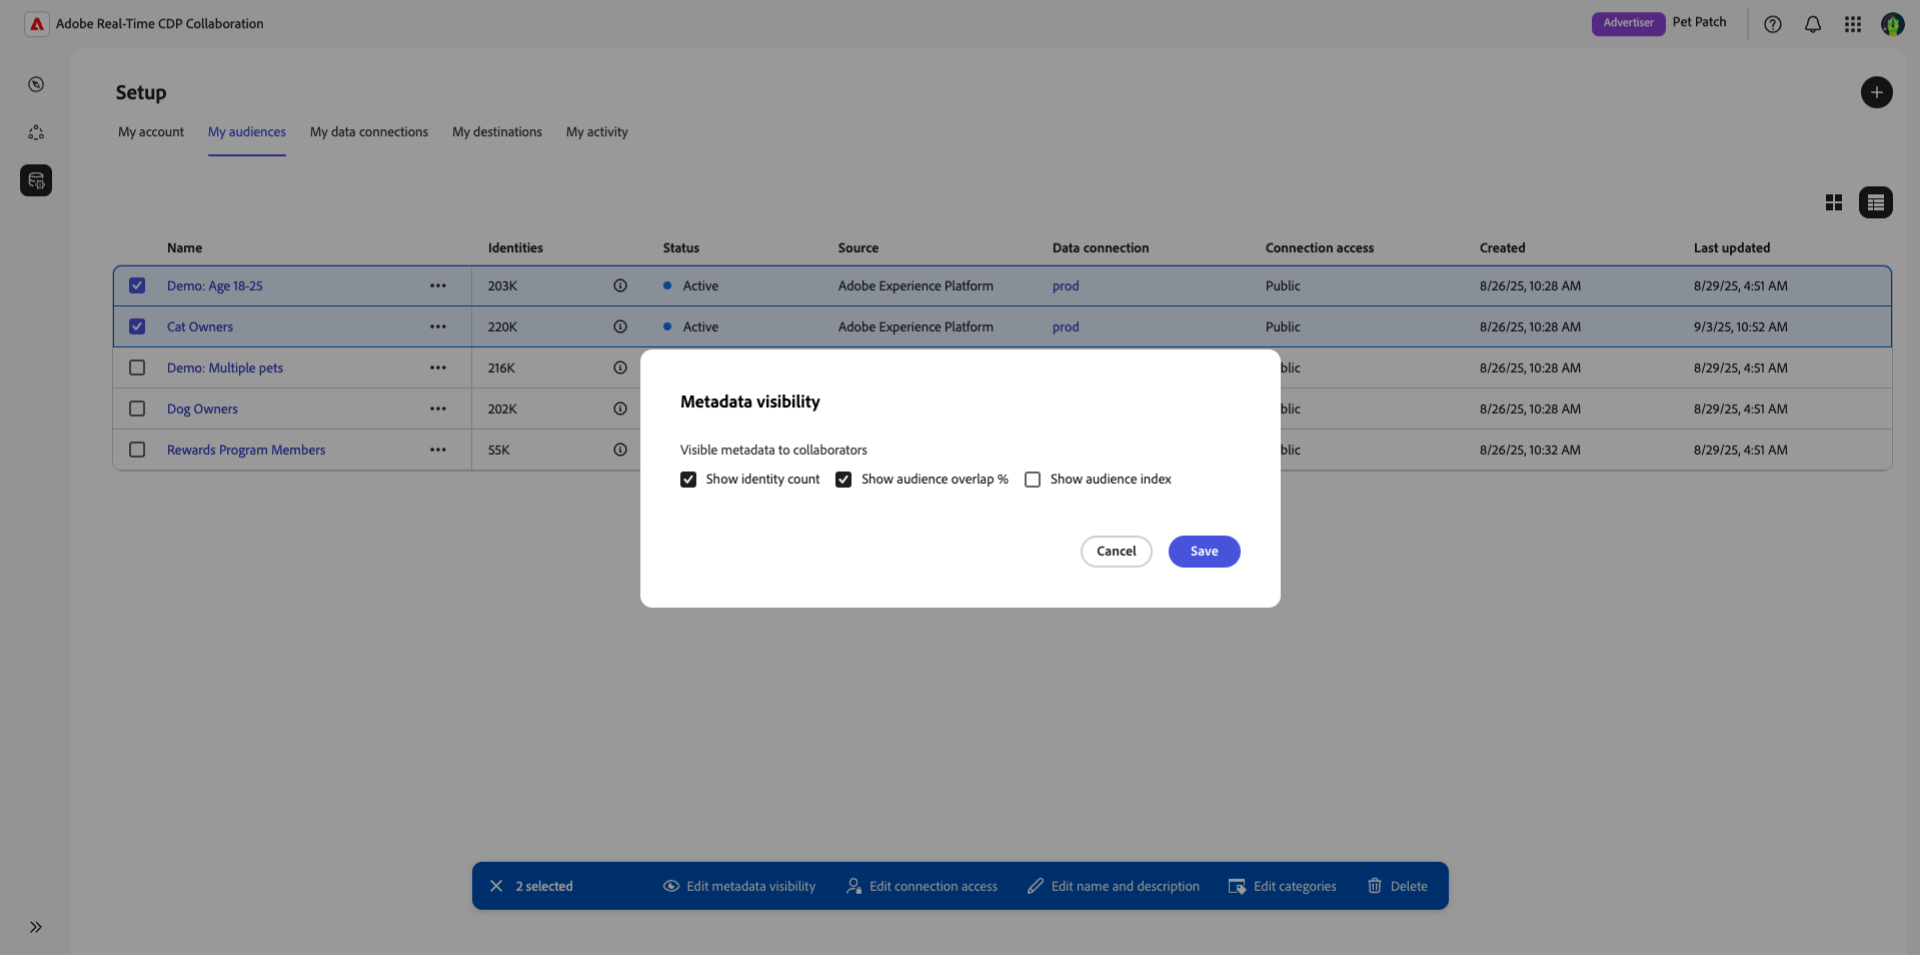 Adobe Real-Time CDP Collaboration
Advertiser Pet Patch
Setup
My account My audiences My data connections My destinations My activity
Name Identities Status Source Data connection Connection access Created Last updated
Demo: Age 18-25 203K Active Adobe Experience Platform prod Public 8/26/25, 10:28 AM 8/29/25, 4:51 AM
Cat Owners 220K Active Adobe Experience Platform prod Public 8/26/25, 10:28 AM 9/3/25, 10:52 AM
Demo: Multiple pets 216K blic 8/26/25, 10:28 AM 8/29/25, 4:51 AM
Dog Owners 202K blic 8/26/25, 10:28 AM 8/29/25, 4:51 AM
Rewards Program Members 55K blic 8/26/25, 10:32 AM 8/29/25, 4:51 AM
Metadata visibility
Visible metadata to collaborators
Show identity count Show audience overlap % Show audience index
Cancel Save
2 selected Edit metadata visibility Edit connection access Edit name and description Edit categories Delete